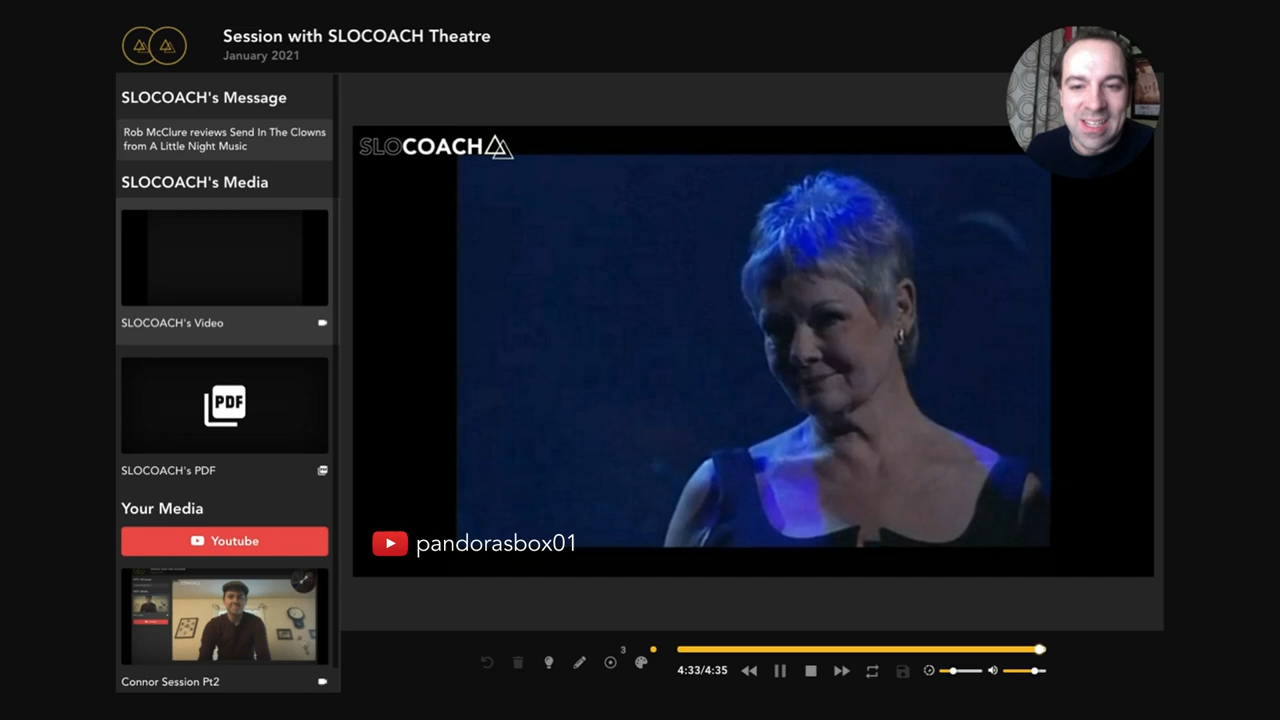 Session with SLOCOACH Theatre
January 2021
SLOCOACH's Message
Rob McClure reviews Send In The Clowns
from A Little Night Music
SLOCOACH's Media
SLOCOACH's Video
PDF
SLOCOACH's PDF
Your Media
Youtube
Connor Session Pt2
SLOCOACH
pandorasbox01
3
4:33/4:35